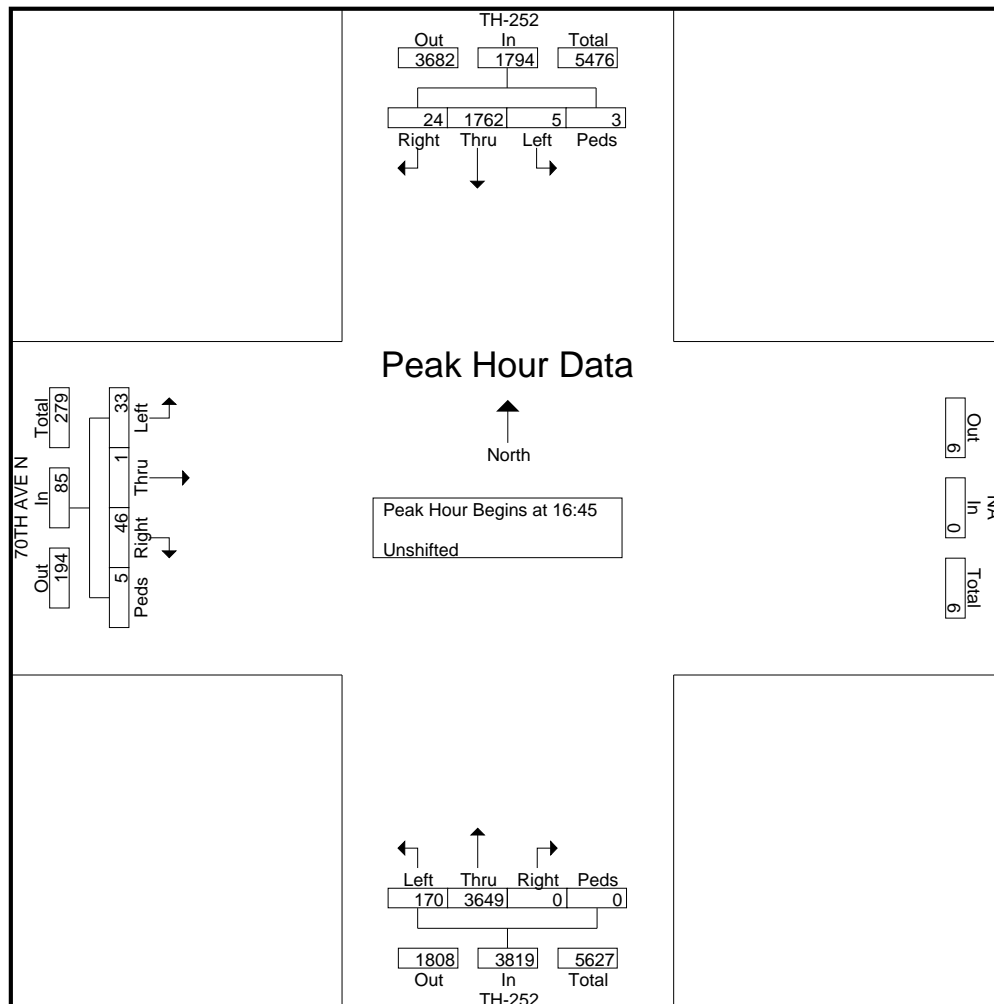 TH-252
Out In Total
3682 1794 5476
24 1762 5 3
Right Thru Left Peds
Peak Hour Data
North
Peak Hour Begins at 16:45
Unshifted
70TH AVE N
Out In Total
194 85 279
5 46 1 33
Peds Right Thru Left
Out In Total
6 0 6
NA
Left Thru Right Peds
170 3649 0 0
1808 3819 5627
Out In Total
TH-252